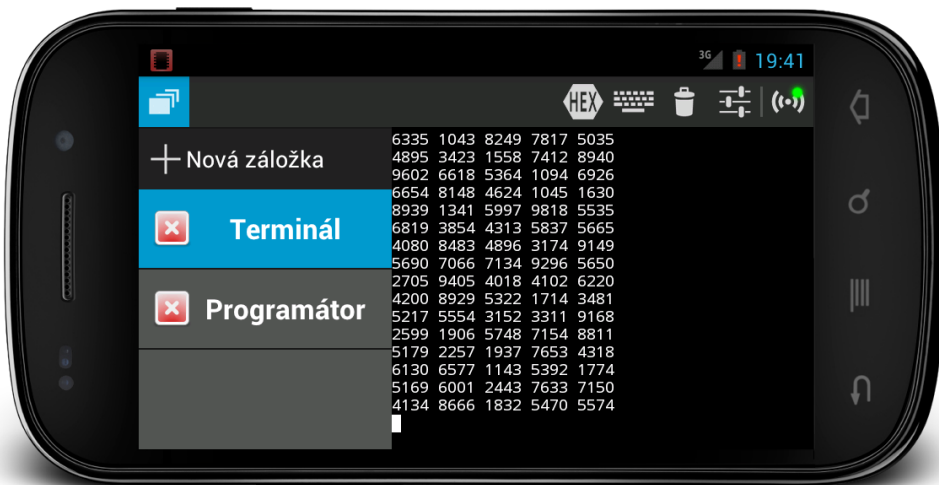 3G 19:41
HEX
Nová záložka
Terminál
Programátor
6335 1043 8249 7817 5035
4895 3423 1558 7412 8940
9602 6618 5364 1094 6926
6654 8148 4624 1045 1630
8939 1341 5997 9818 5535
6819 3854 4313 5837 5665
4080 8483 4896 3174 9149
5690 7066 7134 9296 5650
2705 9405 4018 4102 6220
4200 8929 5322 1714 3481
5217 5554 3152 3311 9168
2599 1906 5748 7154 8811
5179 2257 1937 7653 4318
6130 6577 1143 5392 1774
5169 6001 2443 7633 7150
4134 8666 1832 5470 5574